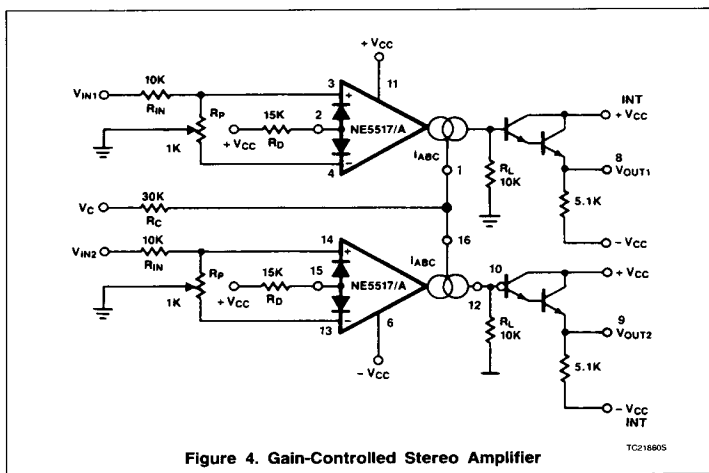 + VCC
11
VIN1
10K
RIN
3
+
RP
1K
15K
2
+ VCC
RD
NE5517/A
4
−
IABC
1
RL
10K
INT
+ VCC
8
VOUT1
5.1K
− VCC
VC
30K
RC
16
VIN2
10K
RIN
14
+
RP
1K
15K
15
+ VCC
RD
NE5517/A
13
−
IABC
6
− VCC
12
10
RL
10K
+ VCC
9
VOUT2
5.1K
− VCC
INT
TC21860S
Figure 4. Gain-Controlled Stereo Amplifier